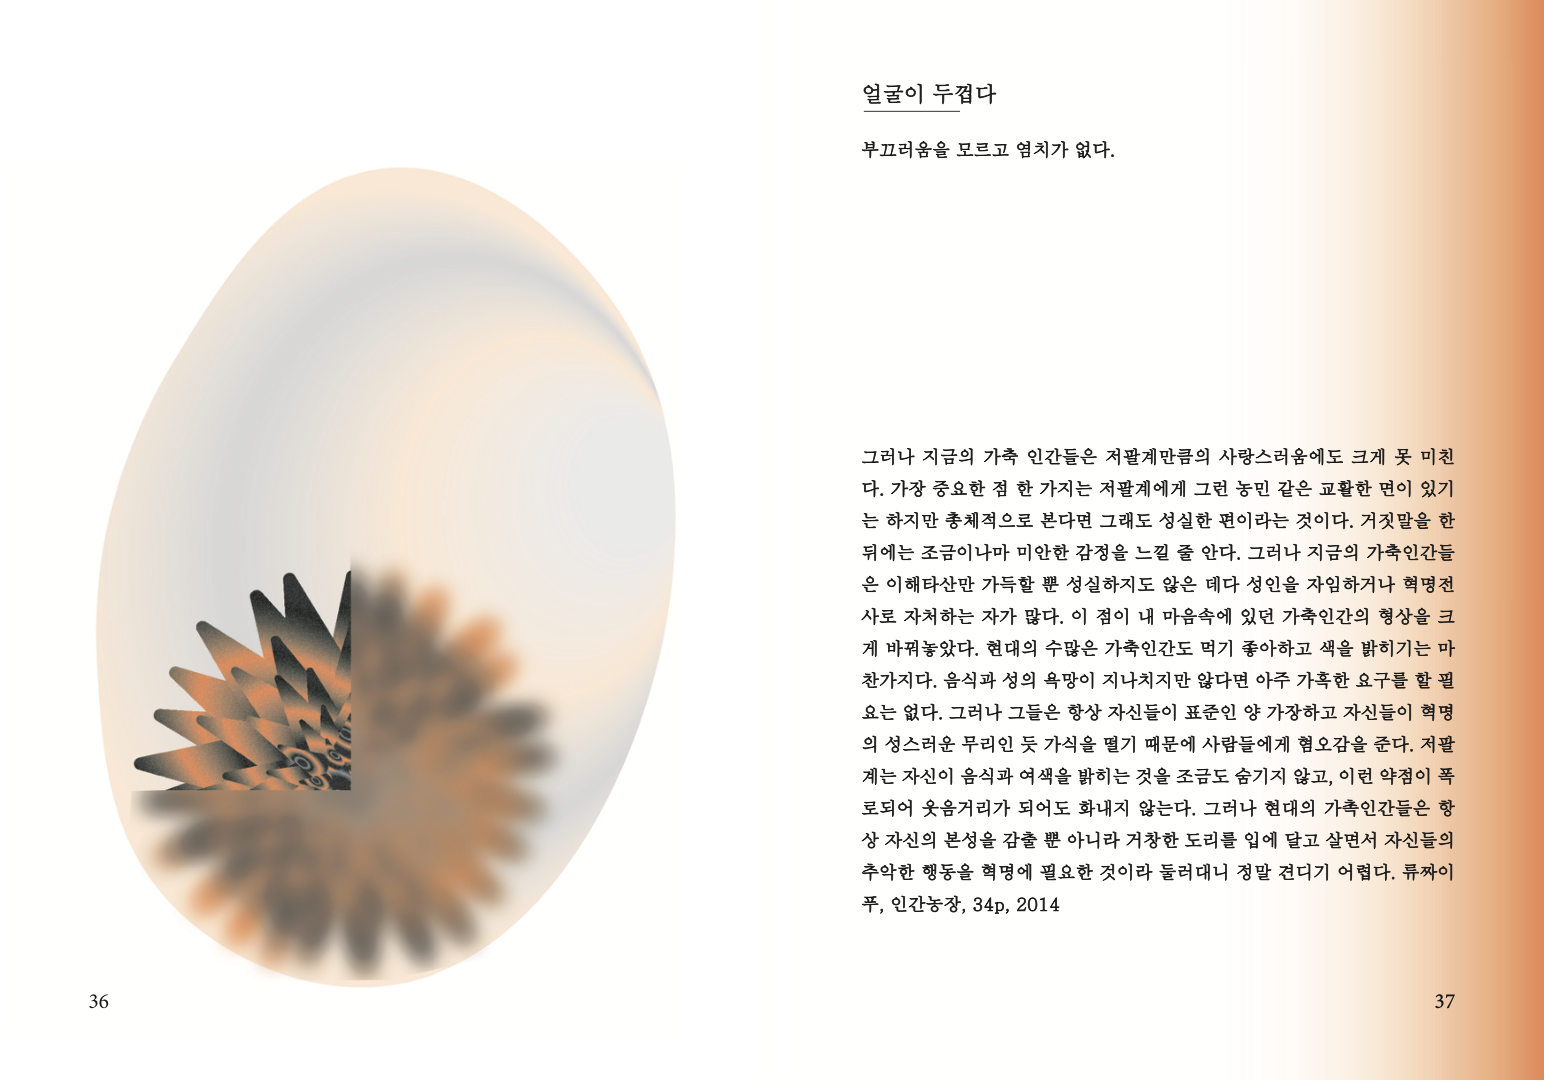 얼굴이 두껍다
부끄러움을 모르고 염치가 없다.
그러나 지금의 가축 인간들은 저팔계만큼의 사랑스러움에도 크게 못 미친
다. 가장 중요한 점 한 가지는 저팔계에게 그런 농민 같은 교활한 면이 있기
는 하지만 총체적으로 본다면 그래도 성실한 편이라는 것이다. 거짓말을 한
뒤에는 조금이나마 미안한 감정을 느낄 줄 안다. 그러나 지금의 가축인간들
은 이해타산만 가득할 뿐 성실하지도 않은 데다 성인을 자임하거나 혁명전
사로 자처하는 자가 많다. 이 점이 내 마음속에 있던 가축인간의 형상을 크
게 바꿔놓았다. 현대의 수많은 가축인간도 먹기 좋아하고 색을 밝히기는 마
찬가지다. 음식과 성의 욕망이 지나치지만 않다면 아주 가혹한 요구를 할 필
요는 없다. 그러나 그들은 항상 자신들이 표준인 양 가장하고 자신들이 혁명
의 성스러운 무리인 듯 가식을 떨기 때문에 사람들에게 혐오감을 준다. 저팔
계는 자신이 음식과 여색을 밝히는 것을 조금도 숨기지 않고, 이런 약점이 폭
로되어 웃음거리가 되어도 화내지 않는다. 그러나 현대의 가축인간들은 항
상 자신의 본성을 감출 뿐 아니라 거창한 도리를 입에 달고 살면서 자신들의
추악한 행동을 혁명에 필요한 것이라 둘러대니 정말 견디기 어렵다. 류짜이
푸, 인간농장, 34p, 2014
36
37